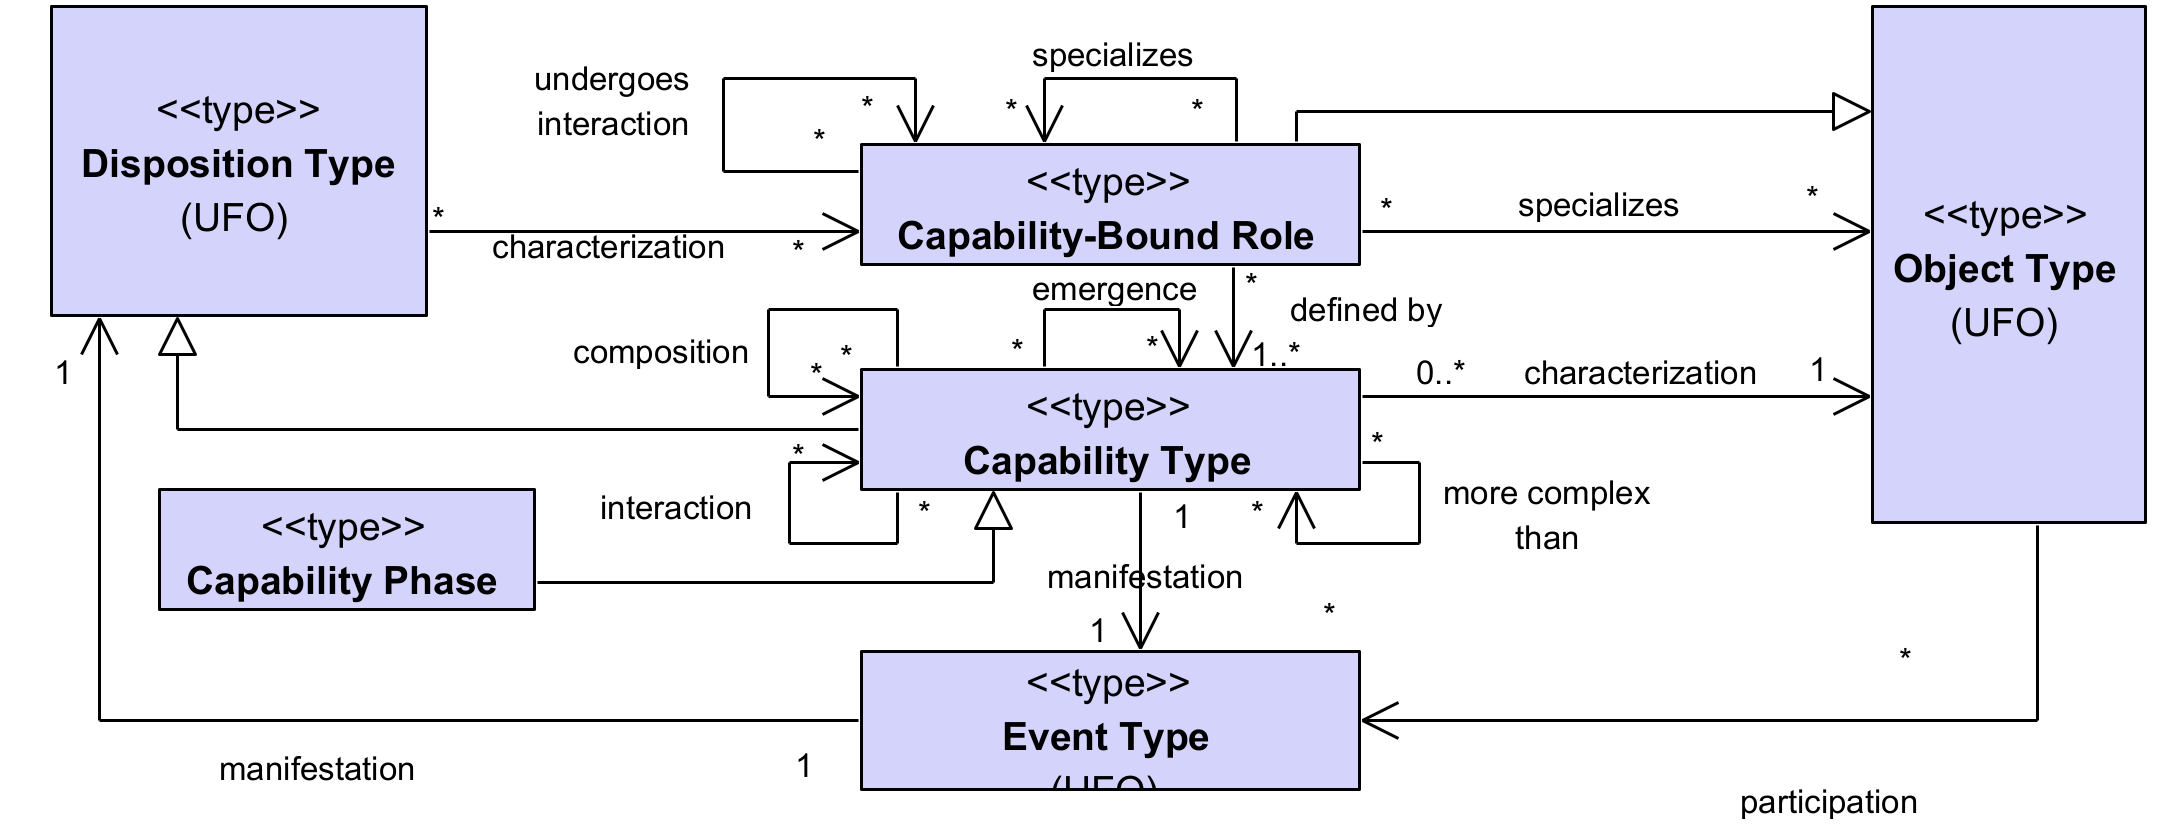 <<type>>
Disposition Type
(UFO)
undergoes
interaction
*
*
specializes
*
*
<<type>>
Capability-Bound Role
*
characterization
*
*
specializes
*
<<type>>
Object Type
(UFO)
emergence
*
*
*
defined by
1..*
composition
*
*
<<type>>
Capability Type
0..*
characterization
1
1
interaction
*
*
*
more complex
than
*
<<type>>
Capability Phase
1
manifestation
1
*
*
<<type>>
Event Type
(UFO)
manifestation
1
participation